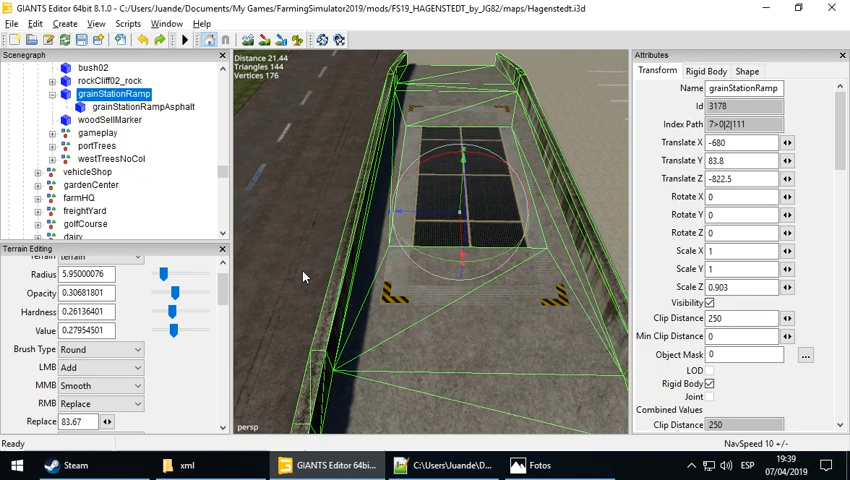 GIANTS Editor 64bit 8.1.0 - C:/Users/Juande/Documents/My Games/FarmingSimulator2019/mods/FS19_HAGENSTEDT_by_JG82/maps/Hagenstedt.i3d
File Edit Create View Scripts Window Help
Scenegraph
bush02
rockCliff02_rock
grainStationRamp
grainStationRampAsphalt
woodSellMarker
gameplay
portTrees
westTreesNoCol
vehicleShop
gardenCenter
farmHQ
freightYard
golfCourse
dairy
Terrain Editing
terrain
Radius 5.95000076
Opacity 0.30681801
Hardness 0.26136401
Value 0.27954501
Brush Type Round
LMB Add
MMB Smooth
RMB Replace
Replace 83.67
Distance 21.44
Triangles 144
Vertices 176
persp
Attributes
Transform Rigid Body Shape
Name grainStationRamp
Id 3178
Index Path 7>0|2|111
Translate X -680
Translate Y 83.8
Translate Z -822.5
Rotate X 0
Rotate Y 0
Rotate Z 0
Scale X 1
Scale Y 1
Scale Z 0.903
Visibility
Clip Distance 250
Min Clip Distance 0
Object Mask 0 ...
LOD
Rigid Body
Joint
Combined Values
Clip Distance 250
Ready
NavSpeed 10 +/-
Steam
xml
GIANTS Editor 64bit...
C:\Users\Juande\D...
Fotos
ESP
19:39
07/04/2019